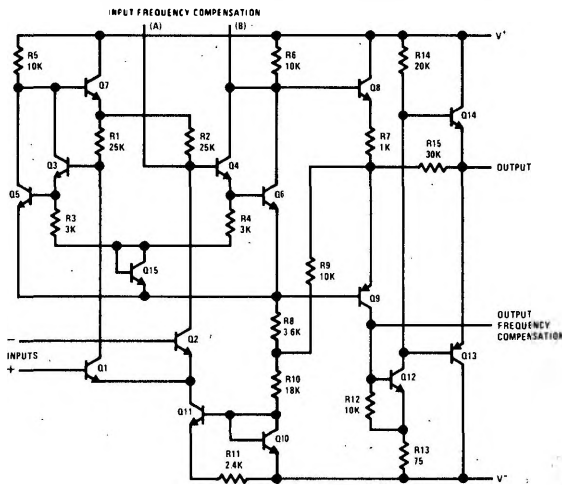 INPUT FREQUENCY COMPENSATION
(A)
(B)
V+
R5
10K
Q7
R6
10K
Q8
R14
20K
Q14
R1
25K
R2
25K
R7
1K
R15
30K
OUTPUT
Q3
Q4
Q5
Q6
R3
3K
R4
3K
R9
10K
Q15
Q9
OUTPUT
FREQUENCY
COMPENSATION
R8
3.6K
Q2
−
INPUTS
+
Q1
R10
18K
Q12
Q13
R12
10K
Q11
Q10
R11
2.4K
R13
75
V−